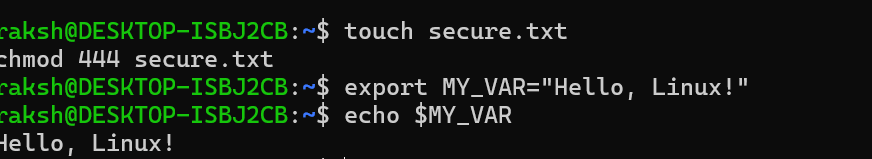 raksh@DESKTOP-ISBJ2CB:~$ touch secure.txt
chmod 444 secure.txt
raksh@DESKTOP-ISBJ2CB:~$ export MY_VAR="Hello, Linux!"
raksh@DESKTOP-ISBJ2CB:~$ echo $MY_VAR
Hello, Linux!